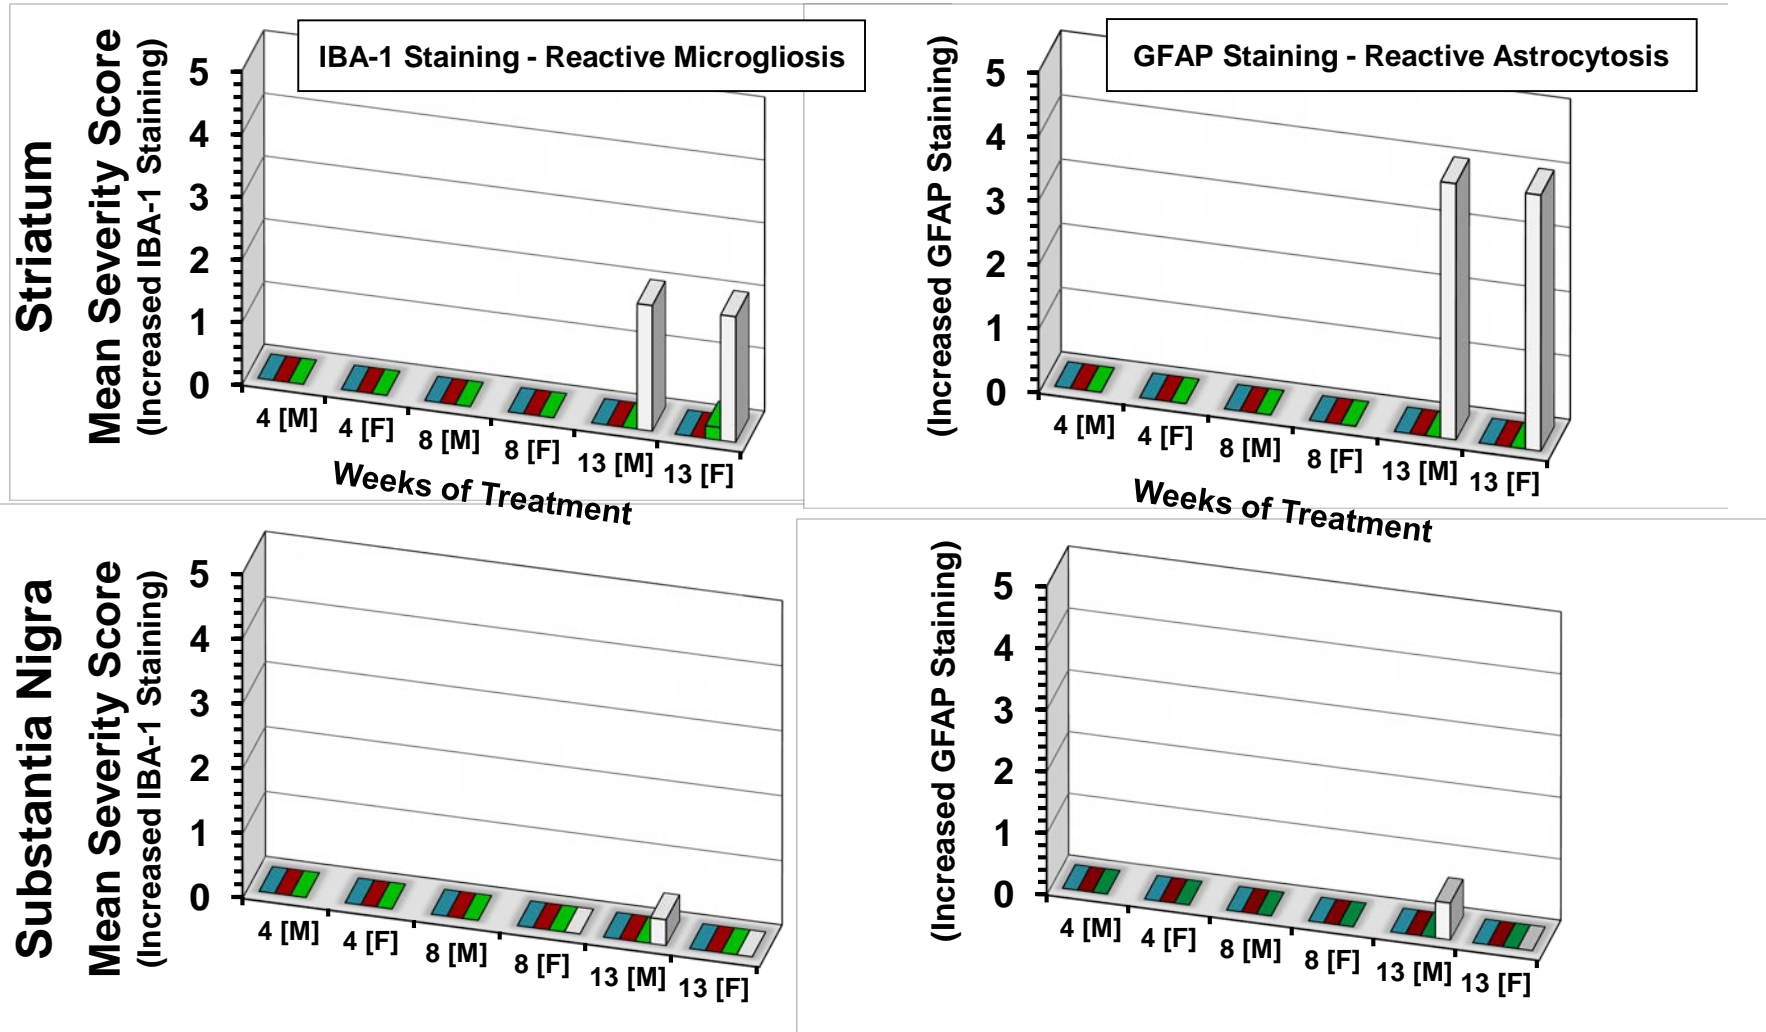 IBA-1 Staining - Reactive Microgliosis
GFAP Staining - Reactive Astrocytosis
Striatum
Mean Severity Score
(Increased IBA-1 Staining)
5
4
3
2
1
0
4 [M]
4 [F]
8 [M]
8 [F]
13 [M]
13 [F]
Weeks of Treatment
(Increased GFAP Staining)
5
4
3
2
1
0
4 [M]
4 [F]
8 [M]
8 [F]
13 [M]
13 [F]
Weeks of Treatment
Substantia Nigra
Mean Severity Score
(Increased IBA-1 Staining)
5
4
3
2
1
0
4 [M]
4 [F]
8 [M]
8 [F]
13 [M]
13 [F]
(Increased GFAP Staining)
5
4
3
2
1
0
4 [M]
4 [F]
8 [M]
8 [F]
13 [M]
13 [F]